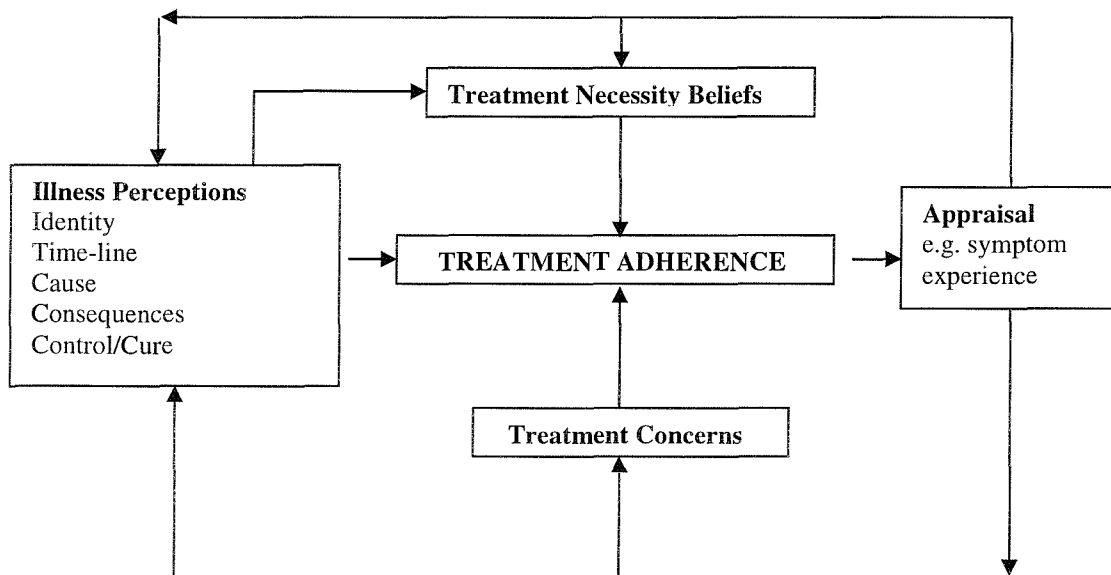 Treatment Necessity Beliefs
Illness Perceptions
Identity
Time-line
Cause
Consequences
Control/Cure
TREATMENT ADHERENCE
Appraisal
e.g. symptom
experience
Treatment Concerns